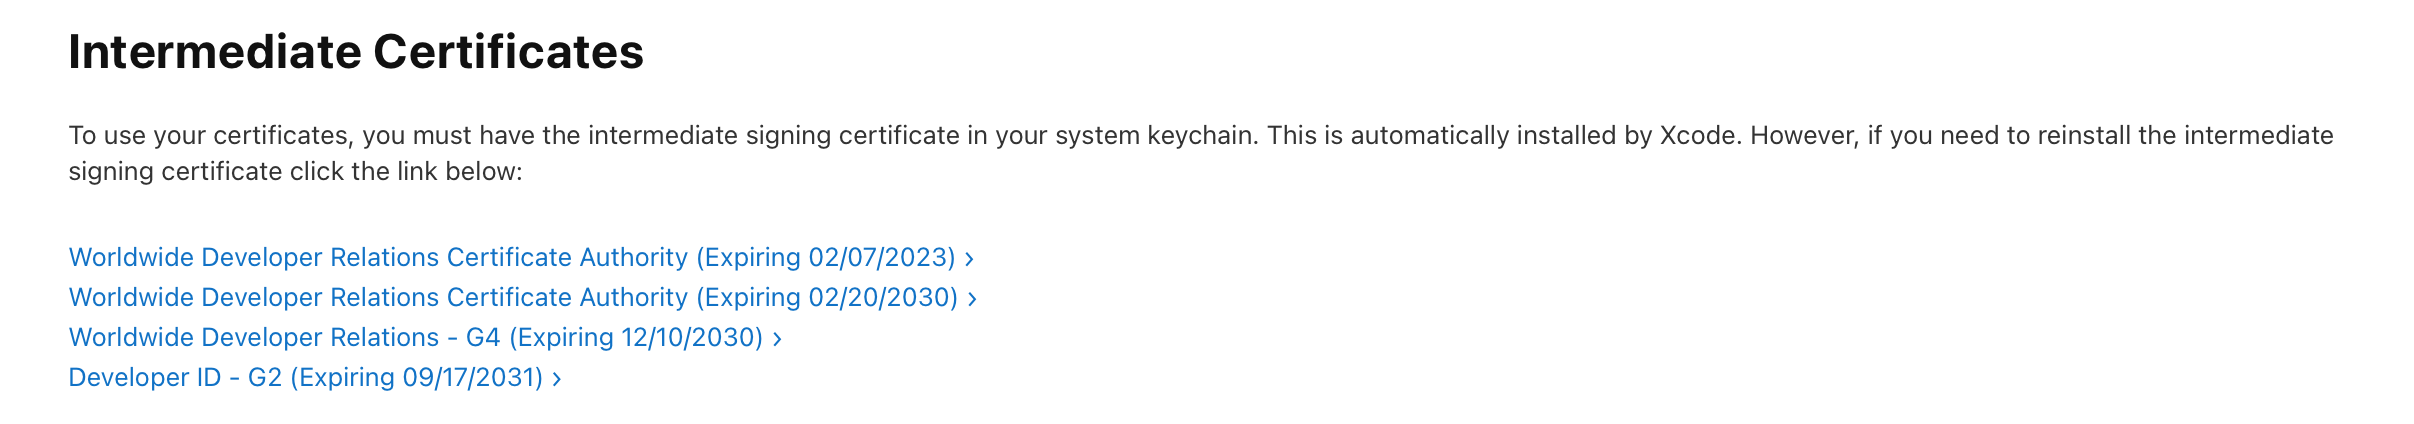 Intermediate Certificates
To use your certificates, you must have the intermediate signing certificate in your system keychain. This is automatically installed by Xcode. However, if you need to reinstall the intermediate
signing certificate click the link below:
Worldwide Developer Relations Certificate Authority (Expiring 02/07/2023) ›
Worldwide Developer Relations Certificate Authority (Expiring 02/20/2030) ›
Worldwide Developer Relations - G4 (Expiring 12/10/2030) ›
Developer ID - G2 (Expiring 09/17/2031) ›